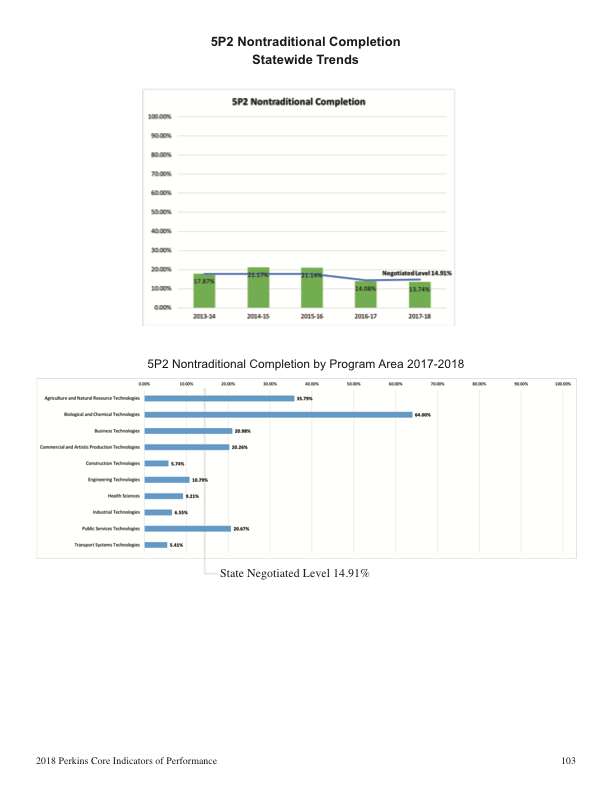 5P2 Nontraditional Completion
Statewide Trends
5P2 Nontraditional Completion
100.00%
90.00%
80.00%
70.00%
60.00%
50.00%
40.00%
30.00%
20.00%
10.00%
0.00%
Negotiated Level 14.91%
17.87%
21.17%
21.14%
14.08%
13.74%
2013-14
2014-15
2015-16
2016-17
2017-18
5P2 Nontraditional Completion by Program Area 2017-2018
0.00% 10.00% 20.00% 30.00% 40.00% 50.00% 60.00% 70.00% 80.00% 90.00% 100.00%
Agriculture and Natural Resource Technologies 35.79%
Biological and Chemical Technologies 64.00%
Business Technologies 20.98%
Commercial and Artistic Production Technologies 20.26%
Construction Technologies 5.74%
Engineering Technologies 10.79%
Health Sciences 9.21%
Industrial Technologies 6.55%
Public Services Technologies 20.67%
Transport Systems Technologies 5.41%
State Negotiated Level 14.91%
2018 Perkins Core Indicators of Performance 103